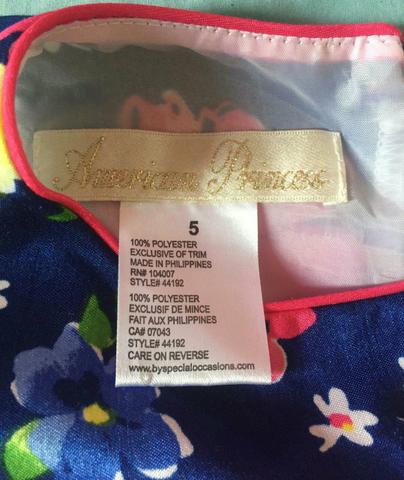 American Princess
5
100% POLYESTER
EXCLUSIVE OF TRIM
MADE IN PHILIPPINES
RN# 104007
STYLE# 44192
100% POLYESTER
EXCLUSIF DE MINCE
FAIT AUX PHILIPPINES
CA# 07043
STYLE# 44192
CARE ON REVERSE
www.byspecialoccasions.com